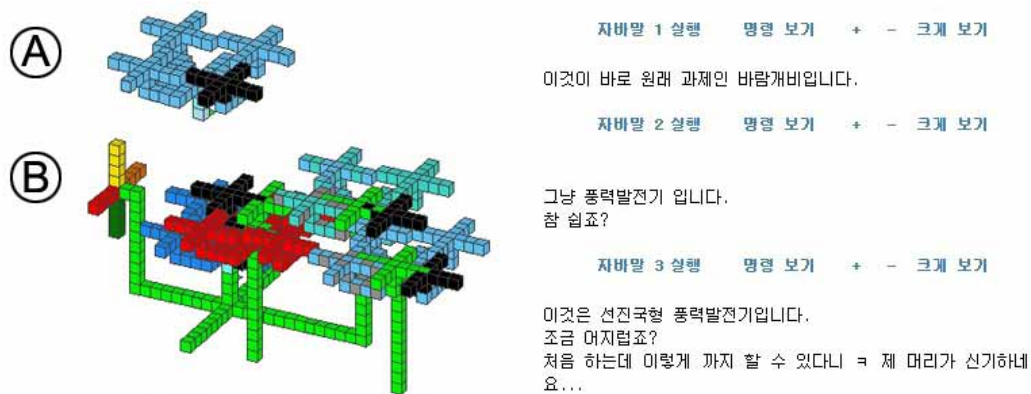 Ⓐ
Ⓑ
자바말 1 실행 명령 보기 + - 크게 보기
이것이 바로 원래 과제인 바람개비입니다.
자바말 2 실행 명령 보기 + - 크게 보기
그냥 풍력발전기 입니다.
참 쉽죠?
자바말 3 실행 명령 보기 + - 크게 보기
이것은 선진국형 풍력발전기입니다.
조금 어지럽죠?
처음 하는데 이렇게 까지 할 수 있다니 ㅋ 제 머리가 신기하네
요...